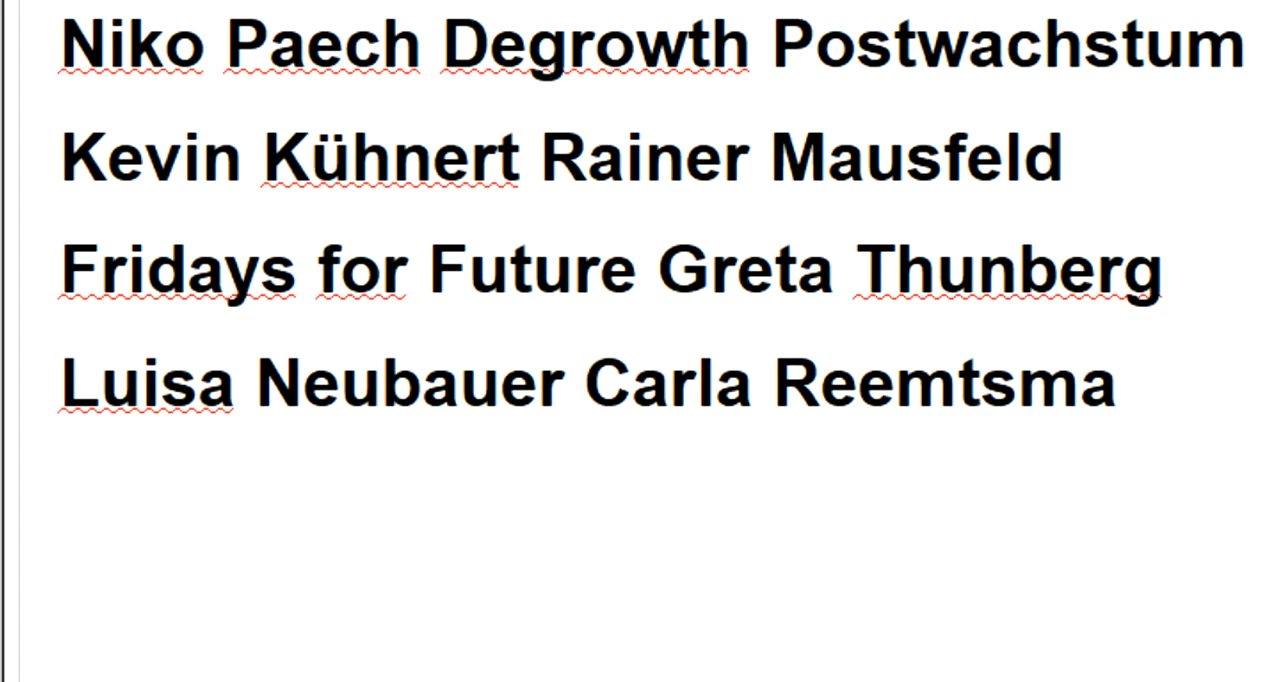 Niko Paech Degrowth Postwachstum
Kevin Kühnert Rainer Mausfeld
Fridays for Future Greta Thunberg
Luisa Neubauer Carla Reemtsma